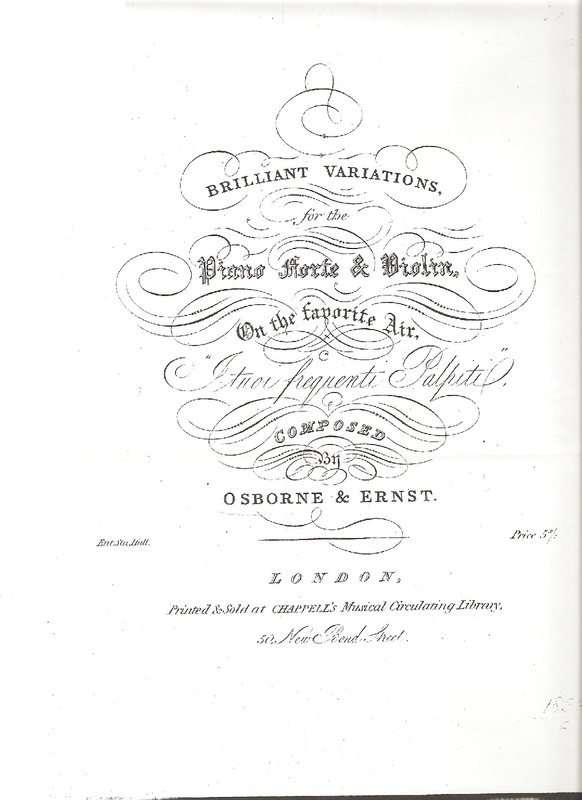 BRILLIANT VARIATIONS,
for the
Piano Forte & Violin,
On the favorite Air,
"I tuoi frequenti Palpiti".
COMPOSED
By
OSBORNE & ERNST.
Ent. Sta. Hall.
Price 5/.
LONDON,
Printed & Sold at CHAPPELL's Musical Circulating Library,
50, New Bond Street.